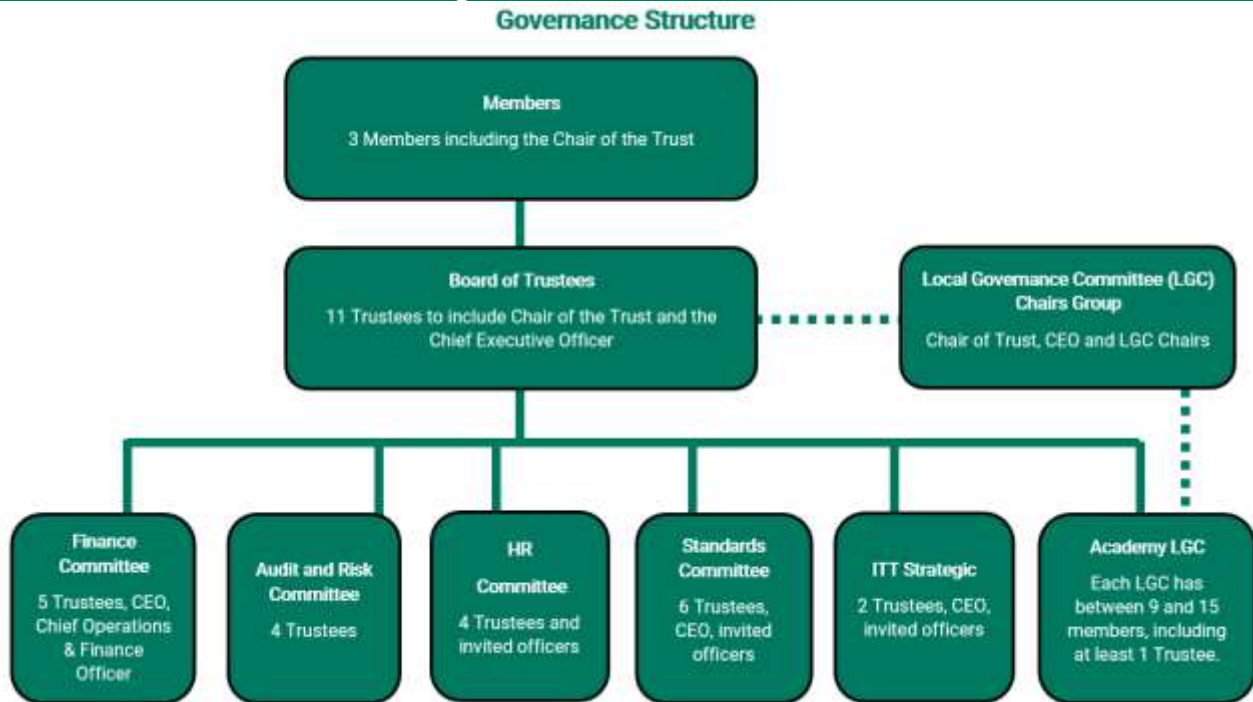 Governance Structure
Members
3 Members including the Chair of the Trust
Board of Trustees
11 Trustees to include Chair of the Trust and the
Chief Executive Officer
Local Governance Committee (LGC)
Chairs Group
Chair of Trust, CEO and LGC Chairs
Finance
Committee
5 Trustees, CEO,
Chief Operations
& Finance
Officer
Audit and Risk
Committee
4 Trustees
HR
Committee
4 Trustees and
invited officers
Standards
Committee
6 Trustees,
CEO, invited
officers
ITT Strategic
2 Trustees, CEO,
invited officers
Academy LGC
Each LGC has
between 9 and 15
members, including
at least 1 Trustee.